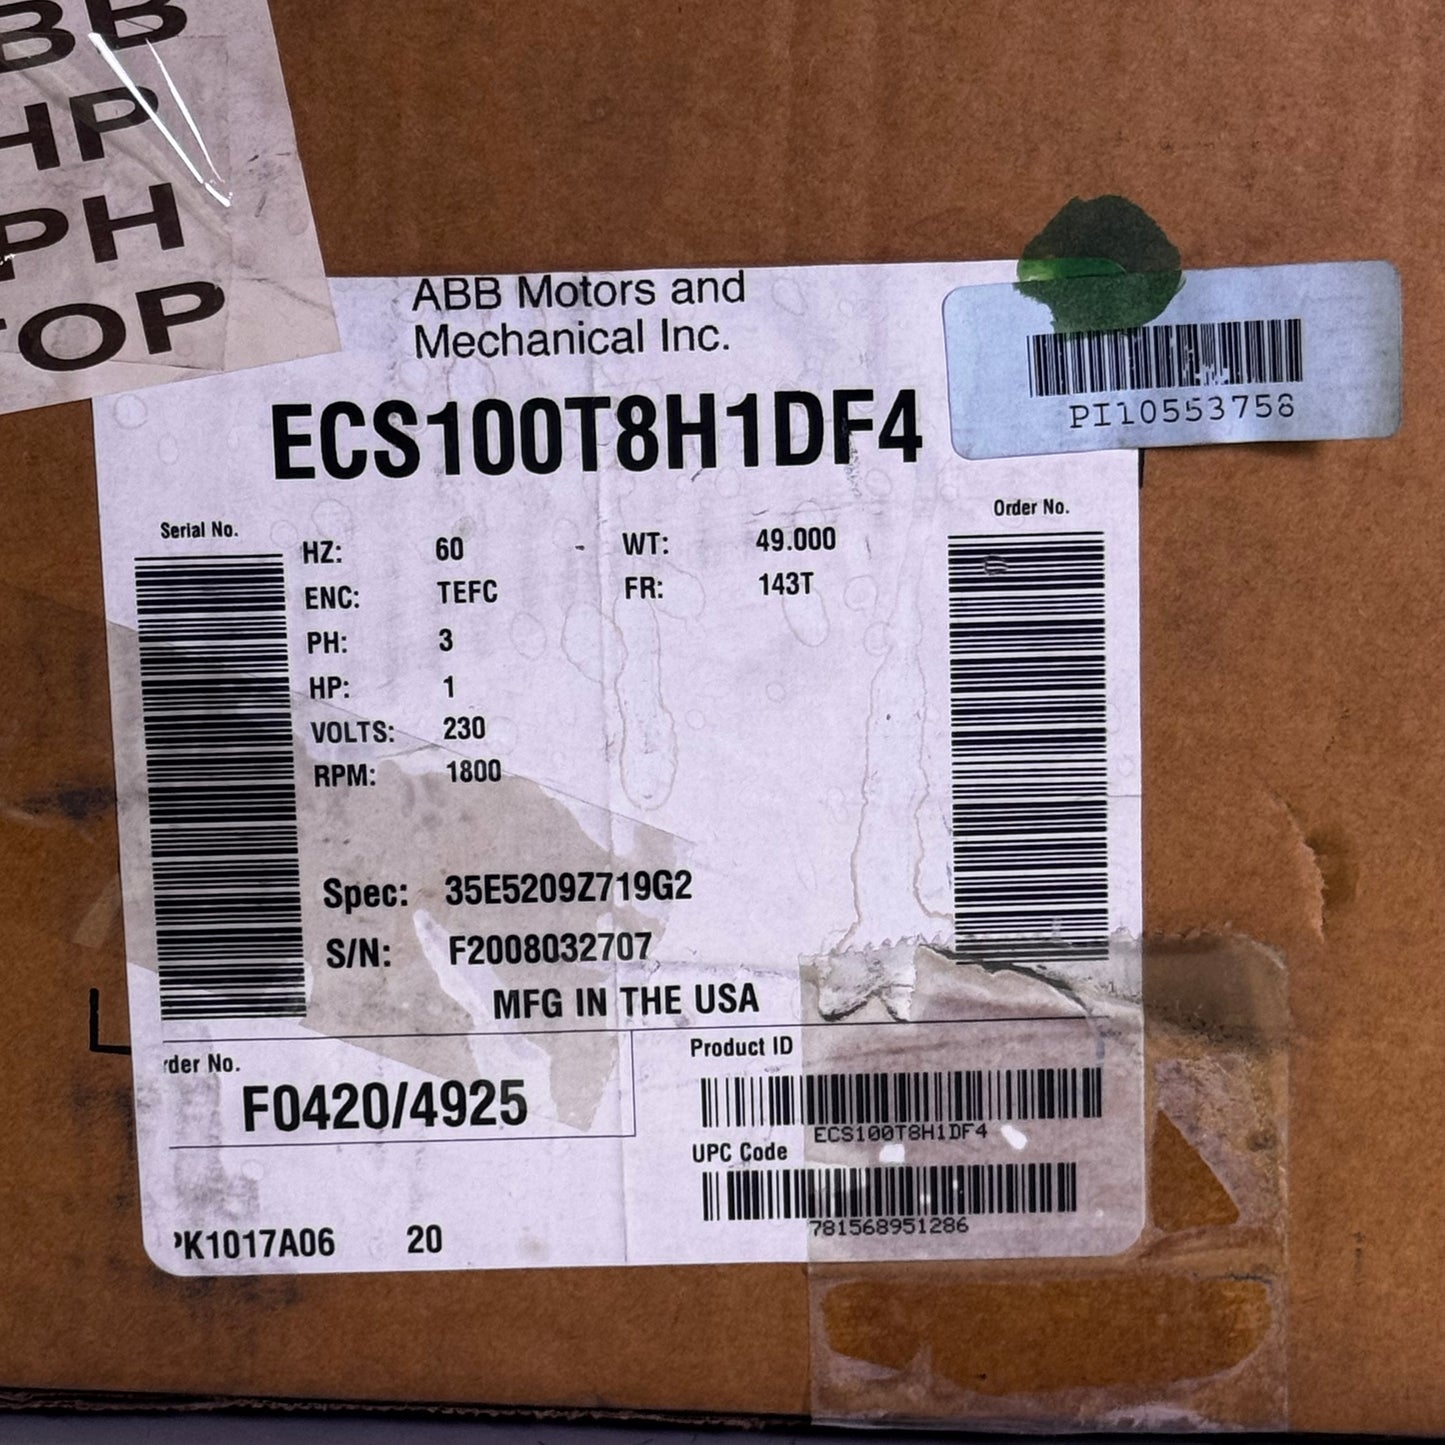 BB
HP
PH
TOP
ABB Motors and
Mechanical Inc.
ECS100T8H1DF4
PI10553758
Serial No.
Order No.
HZ: 60 - WT: 49.000
ENC: TEFC FR: 143T
PH: 3
HP: 1
VOLTS: 230
RPM: 1800
Spec: 35E5209Z719G2
S/N: F2008032707
MFG IN THE USA
rder No.
F0420/4925
Product ID
ECS100T8H1DF4
UPC Code
781568951286
PK1017A06 20